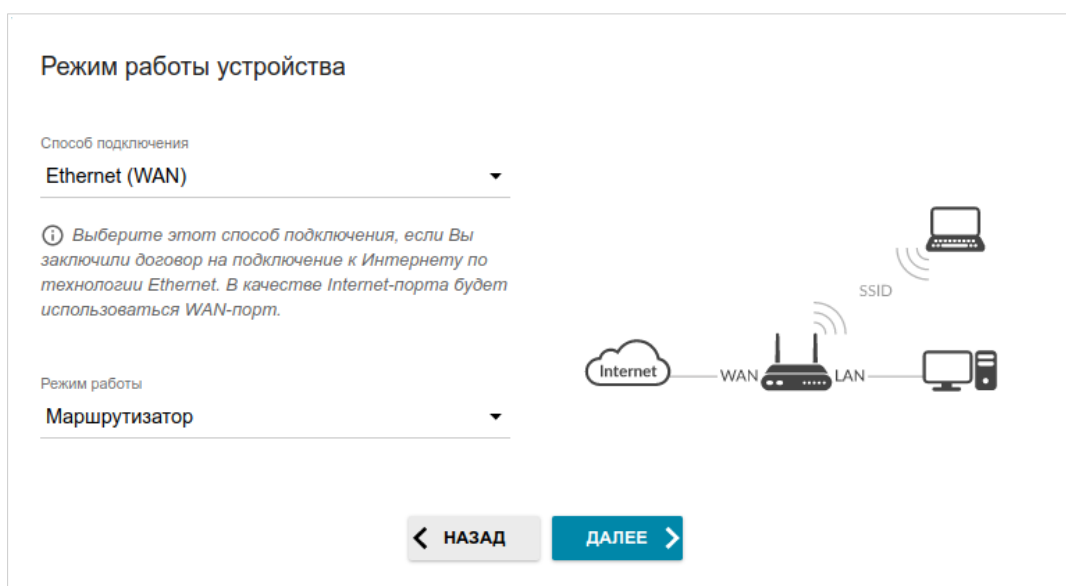 Режим работы устройства
Способ подключения
Ethernet (WAN)
Выберите этот способ подключения, если Вы
заключили договор на подключение к Интернету по
технологии Ethernet. В качестве Internet-порта будет
использоваться WAN-порт.
SSID
Internet
WAN
LAN
Режим работы
Маршрутизатор
НАЗАД
ДАЛЕЕ